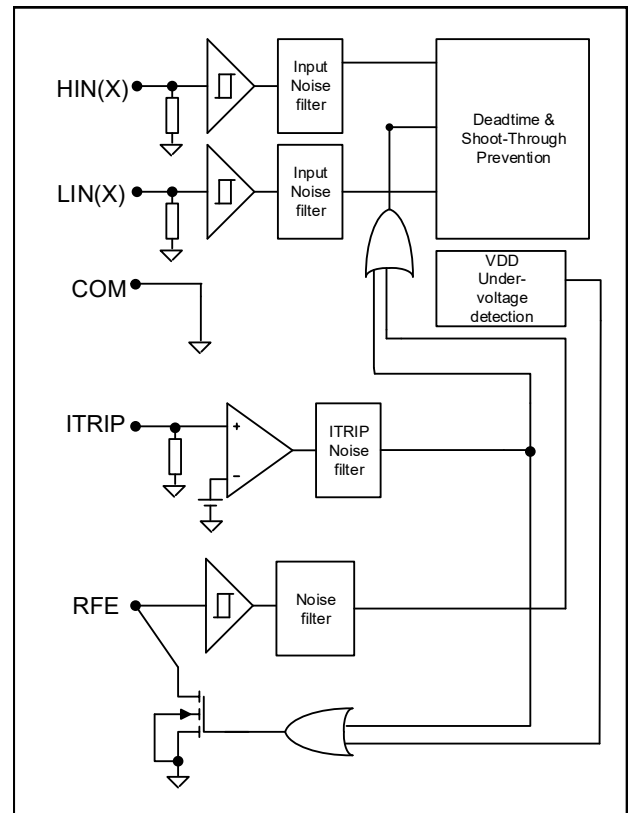 HIN(X)
Input
Noise
filter
Deadtime &
Shoot-Through
Prevention
LIN(X)
Input
Noise
filter
COM
VDD
Under-
voltage
detection
ITRIP
+
-
ITRIP
Noise
filter
RFE
Noise
filter